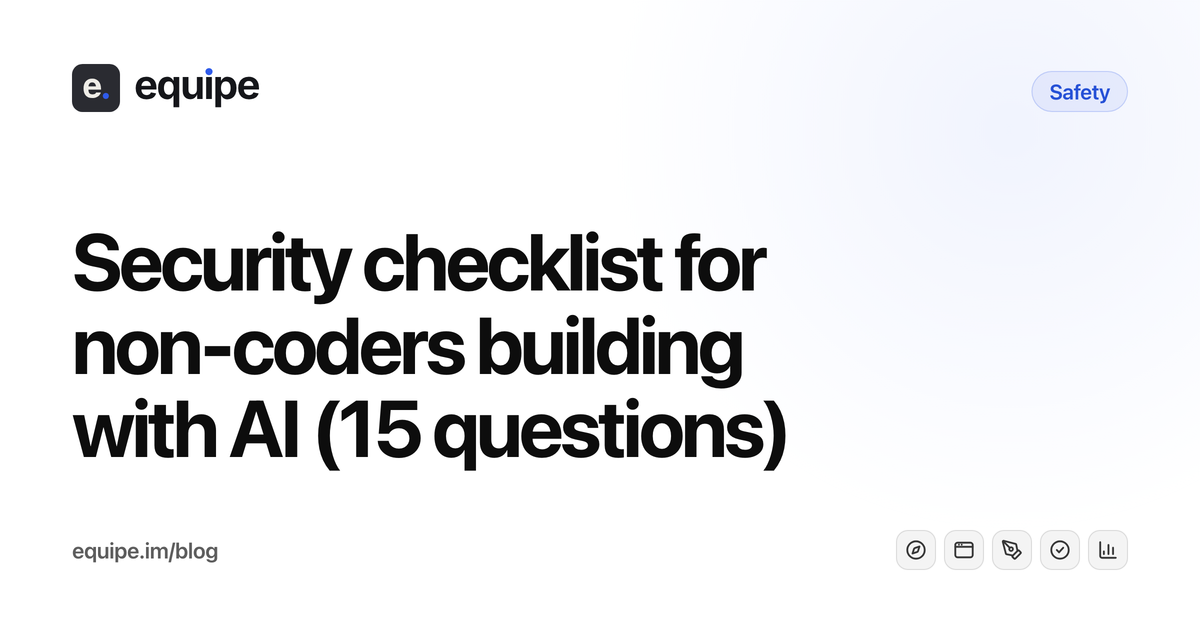 e. equipe
Safety
Security checklist for
non-coders building
with AI (15 questions)
equipe.im/blog